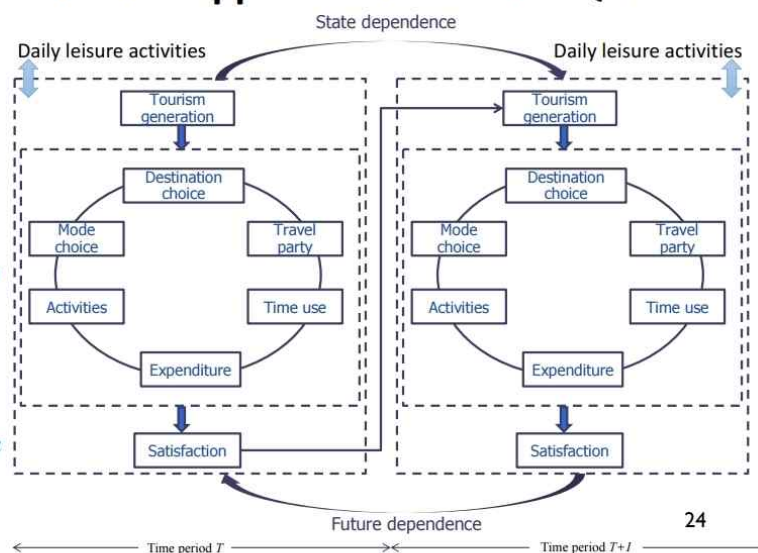 State dependence
Daily leisure activities
Daily leisure activities
Tourism
generation
Destination
choice
Mode
choice
Travel
party
Activities
Time use
Expenditure
Satisfaction
Tourism
generation
Destination
choice
Mode
choice
Travel
party
Activities
Time use
Expenditure
Satisfaction
Future dependence
24
Time period T
Time period T+1